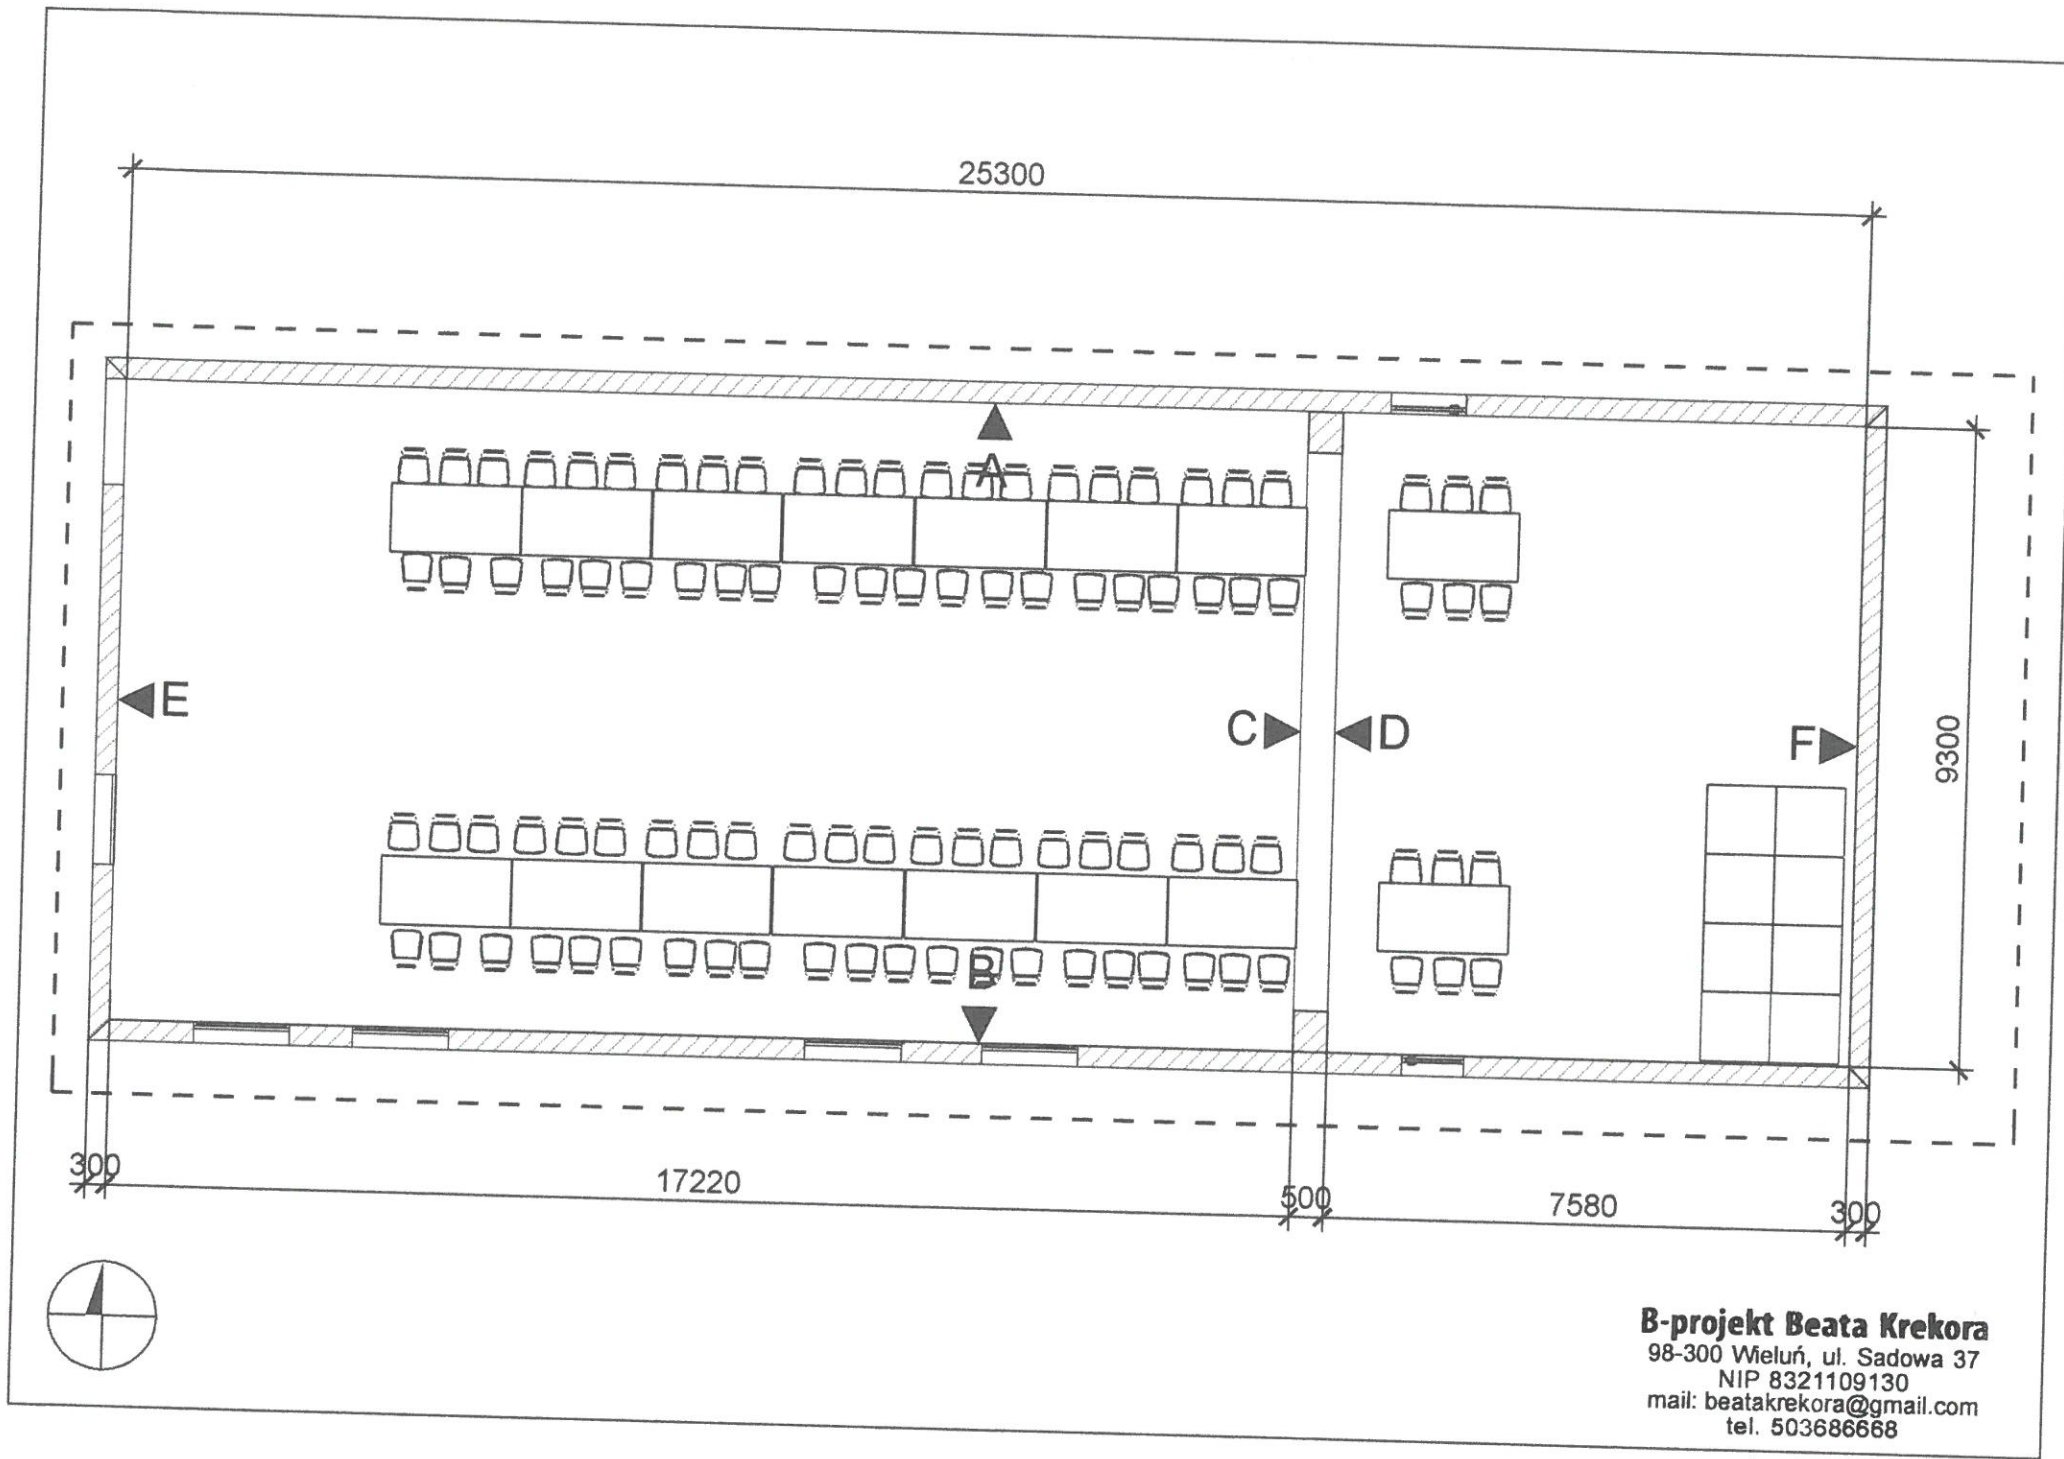 25300
A
E
C
D
F
9300
B
300
17220
500
7580
300
B-projekt Beata Krekora
98-300 Wieluń, ul. Sadowa 37
NIP 8321109130
mail: beatakrekora@gmail.com
tel. 503686668